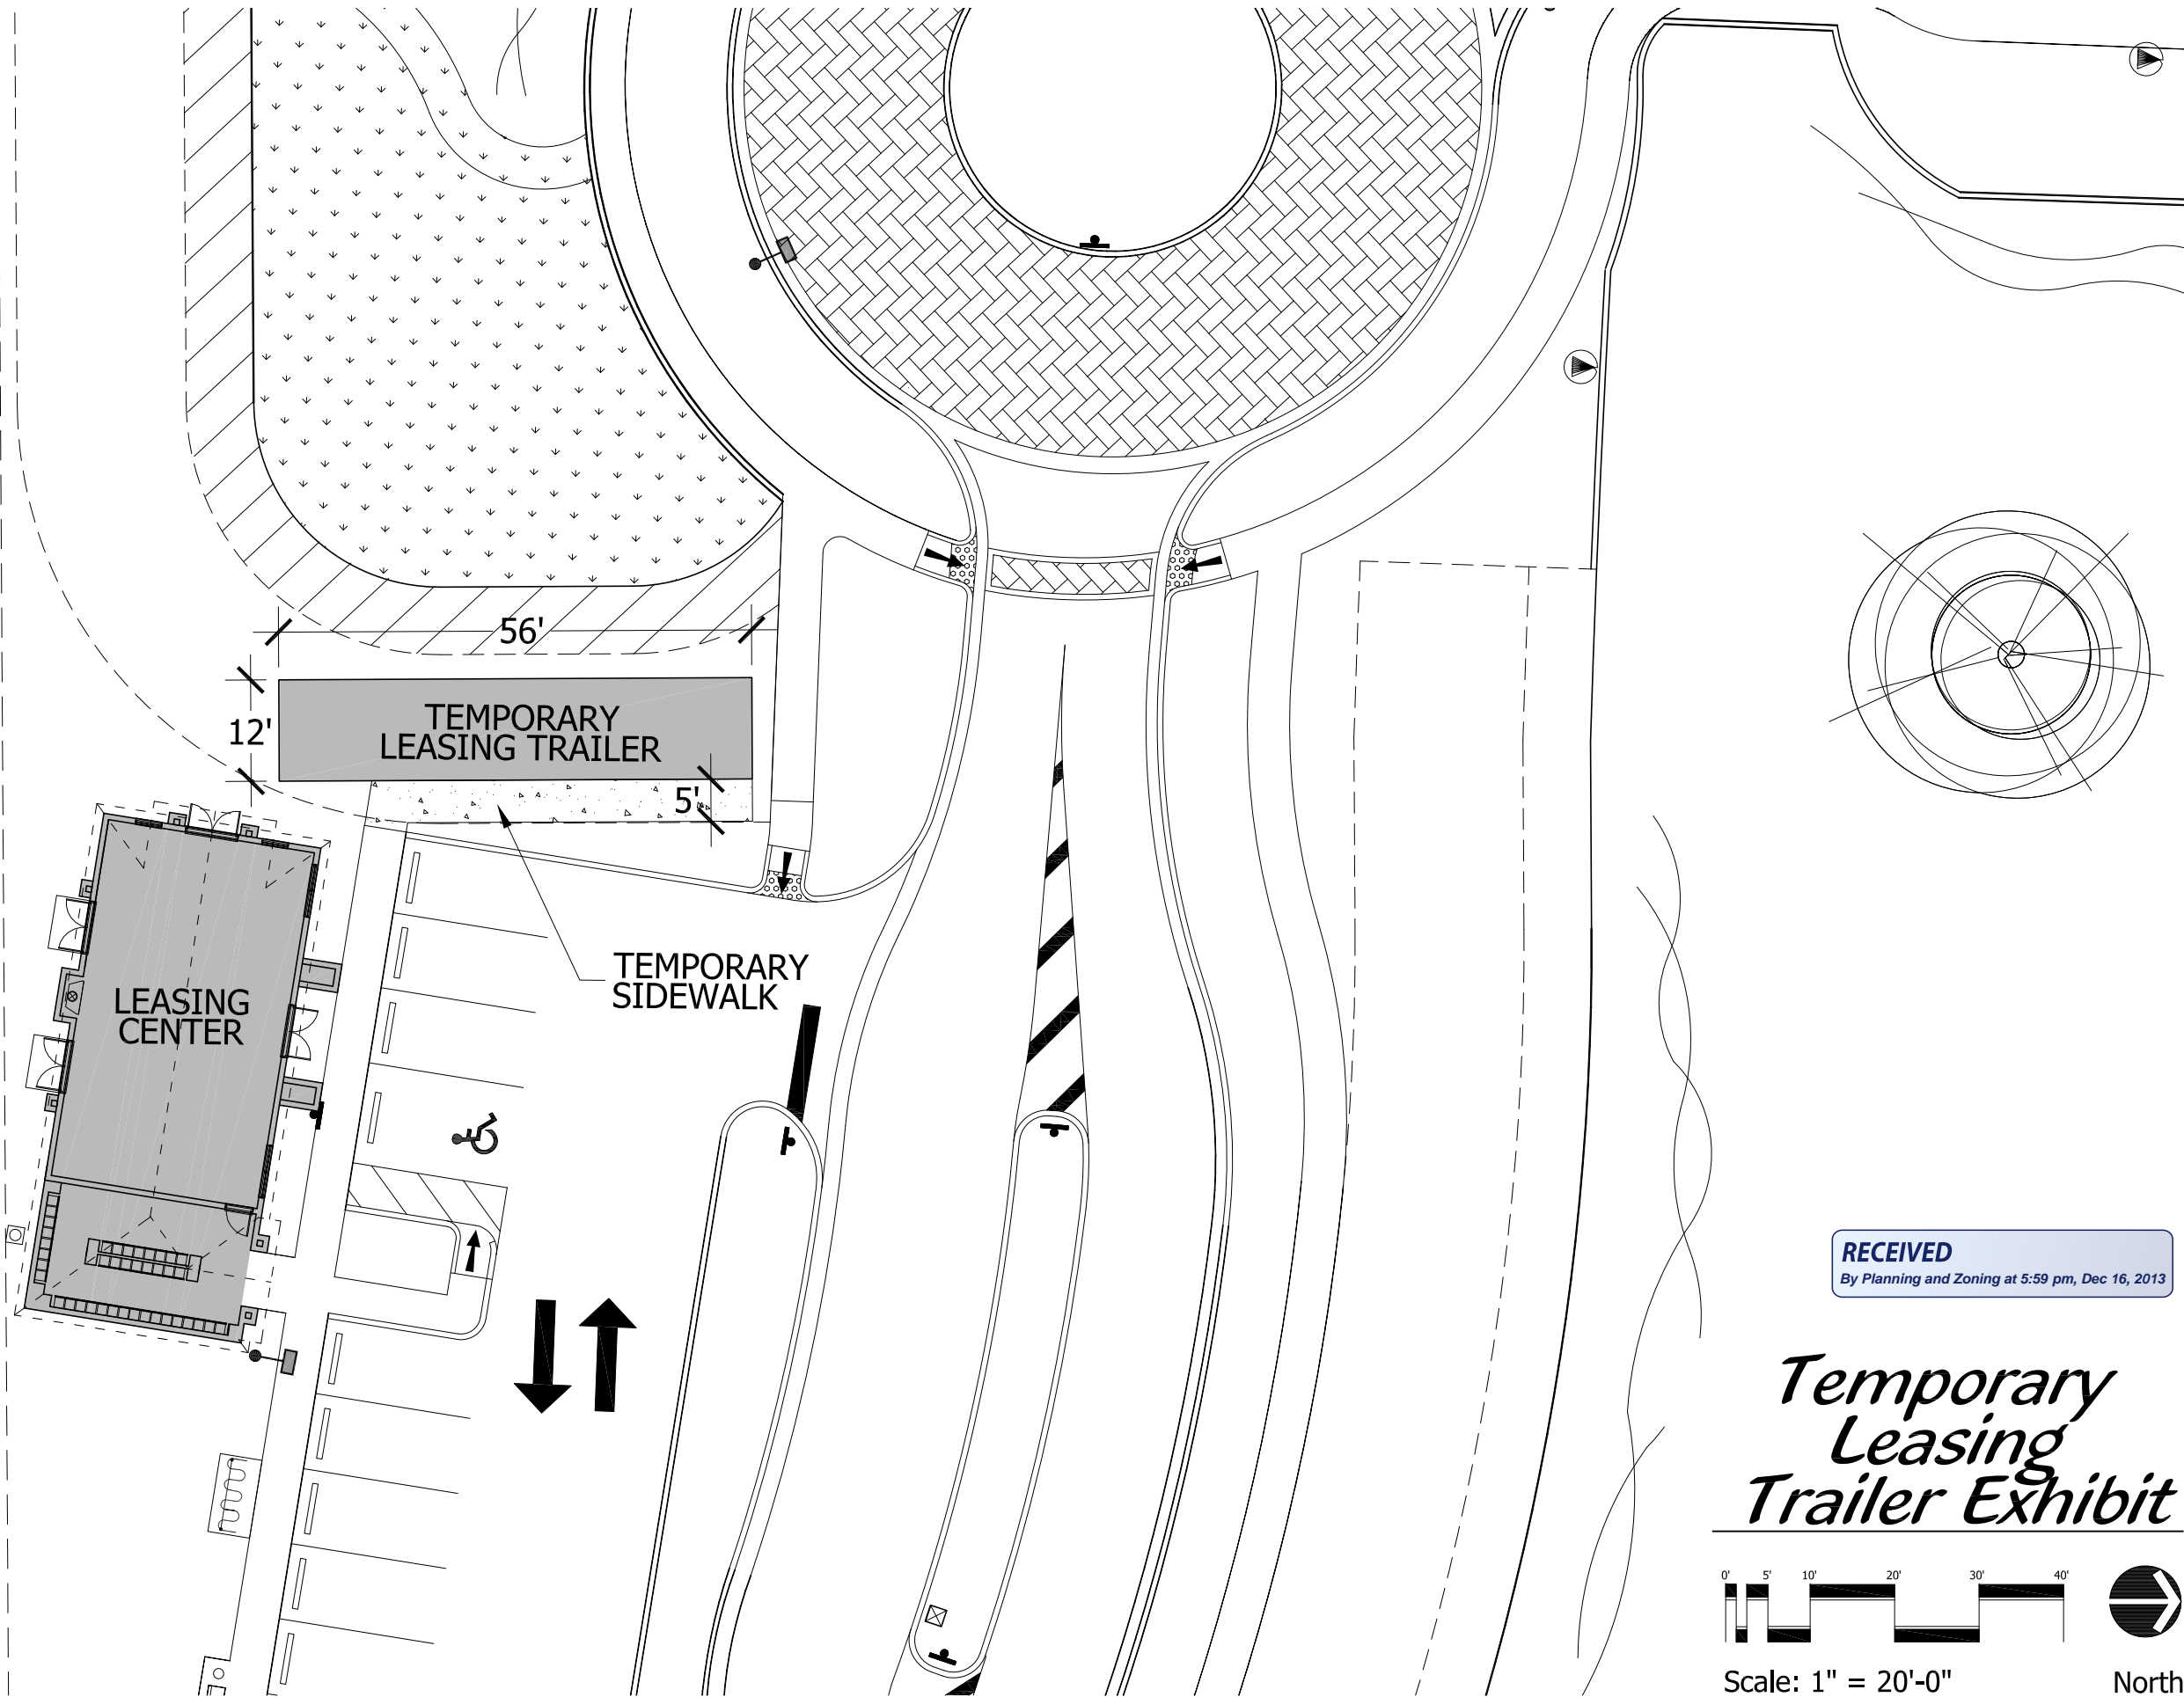 56'
12'
TEMPORARY
LEASING TRAILER
5'
TEMPORARY
SIDEWALK
LEASING
CENTER
RECEIVED
By Planning and Zoning at 5:59 pm, Dec 16, 2013
Temporary
Leasing
Trailer Exhibit
0' 5' 10' 20' 30' 40'
Scale: 1" = 20'-0"
North